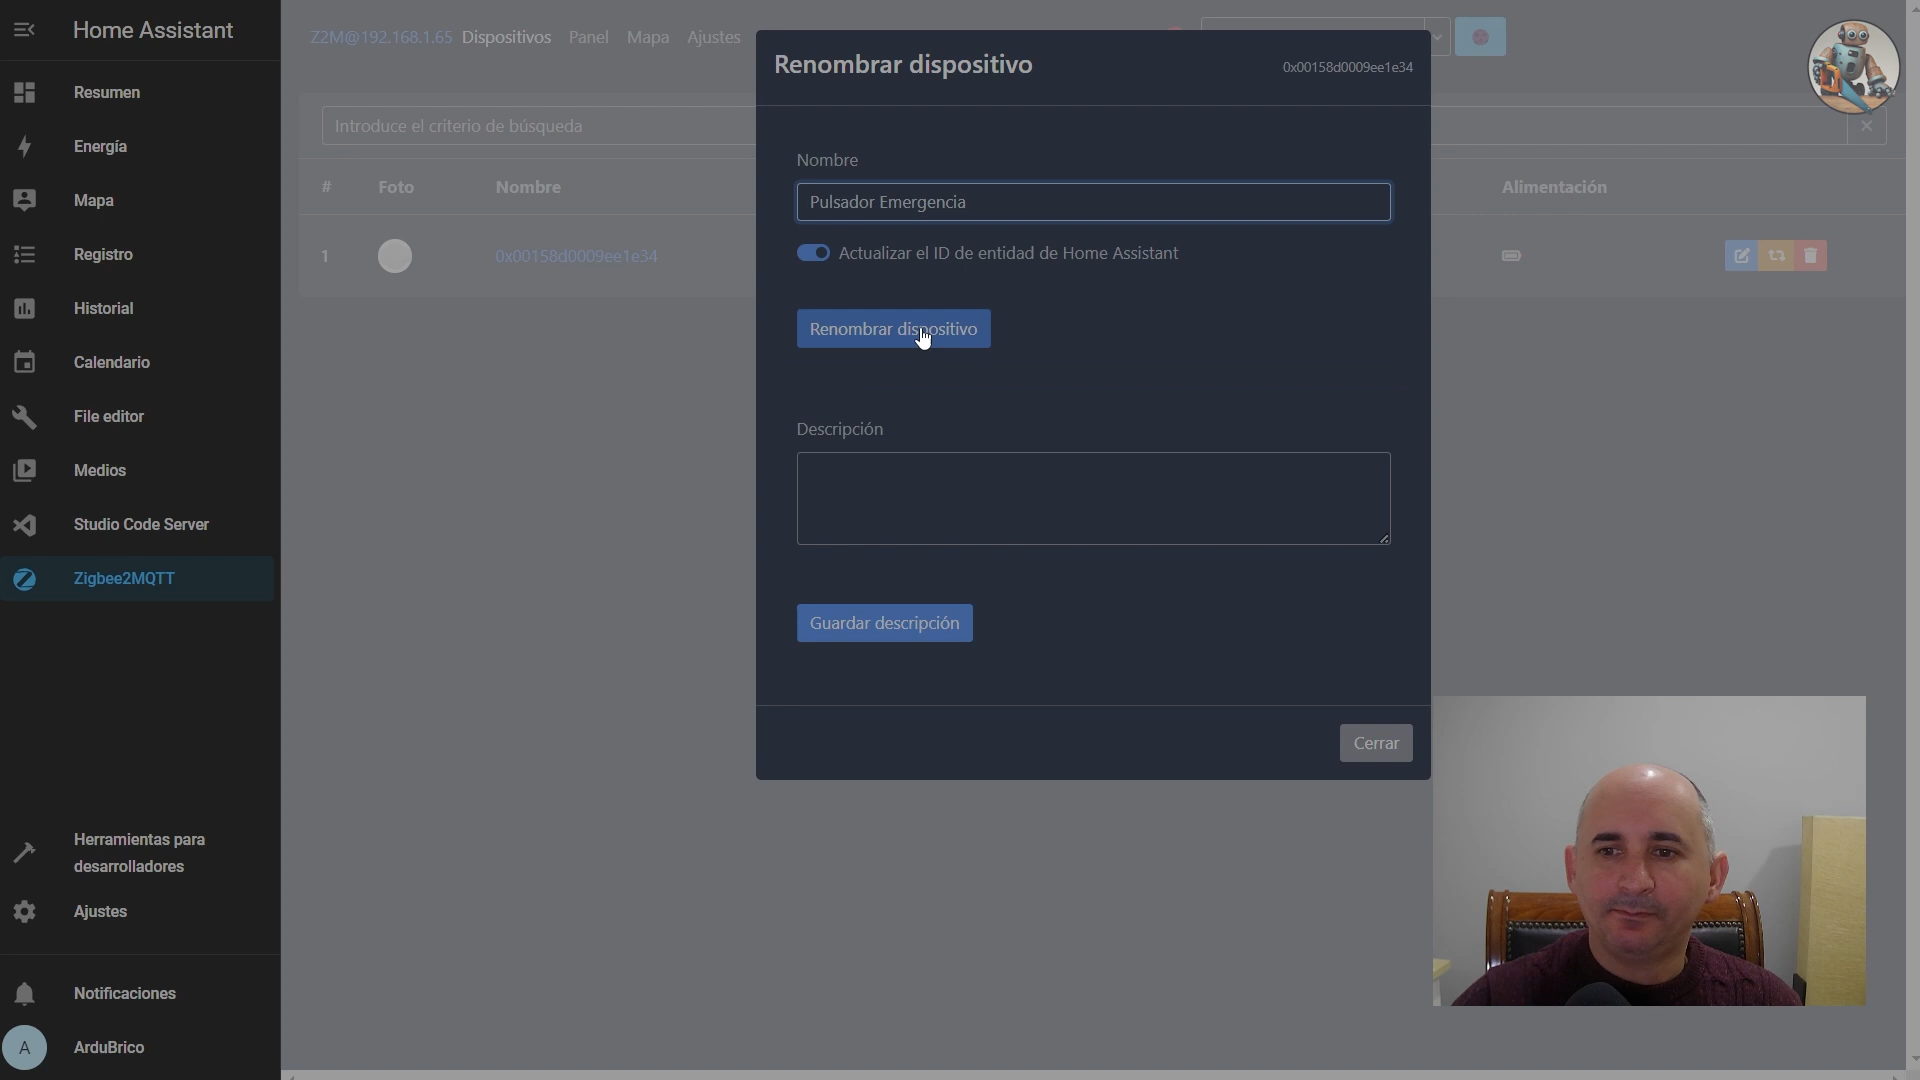 Home Assistant
Resumen
Energía
Mapa
Registro
Historial
Calendario
File editor
Medios
Studio Code Server
Zigbee2MQTT
Herramientas para
desarrolladores
Ajustes
Notificaciones
A
ArduBrico
Z2M@192.168.1.65 Dispositivos Panel Mapa Ajustes
Introduce el criterio de búsqueda
# Foto Nombre Alimentación
1 0x00158d0009ee1e34
Renombrar dispositivo 0x00158d0009ee1e34
Nombre
Pulsador Emergencia
Actualizar el ID de entidad de Home Assistant
Renombrar dispositivo
Descripción
Guardar descripción
Cerrar